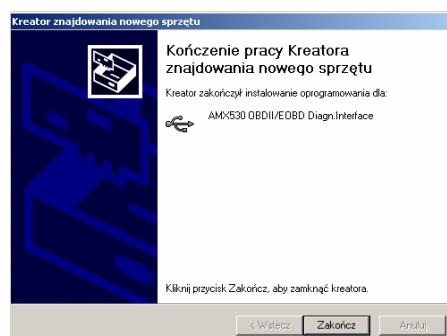 Kreator znajdowania nowego sprzętu
Kończenie pracy Kreatora
znajdowania nowego sprzętu
Kreator zakończył instalowanie oprogramowania dla:
AMX530 OBDII/EOBD Diagn.Interface
Kliknij przycisk Zakończ, aby zamknąć kreatora.
< Wstecz Zakończ Anuluj